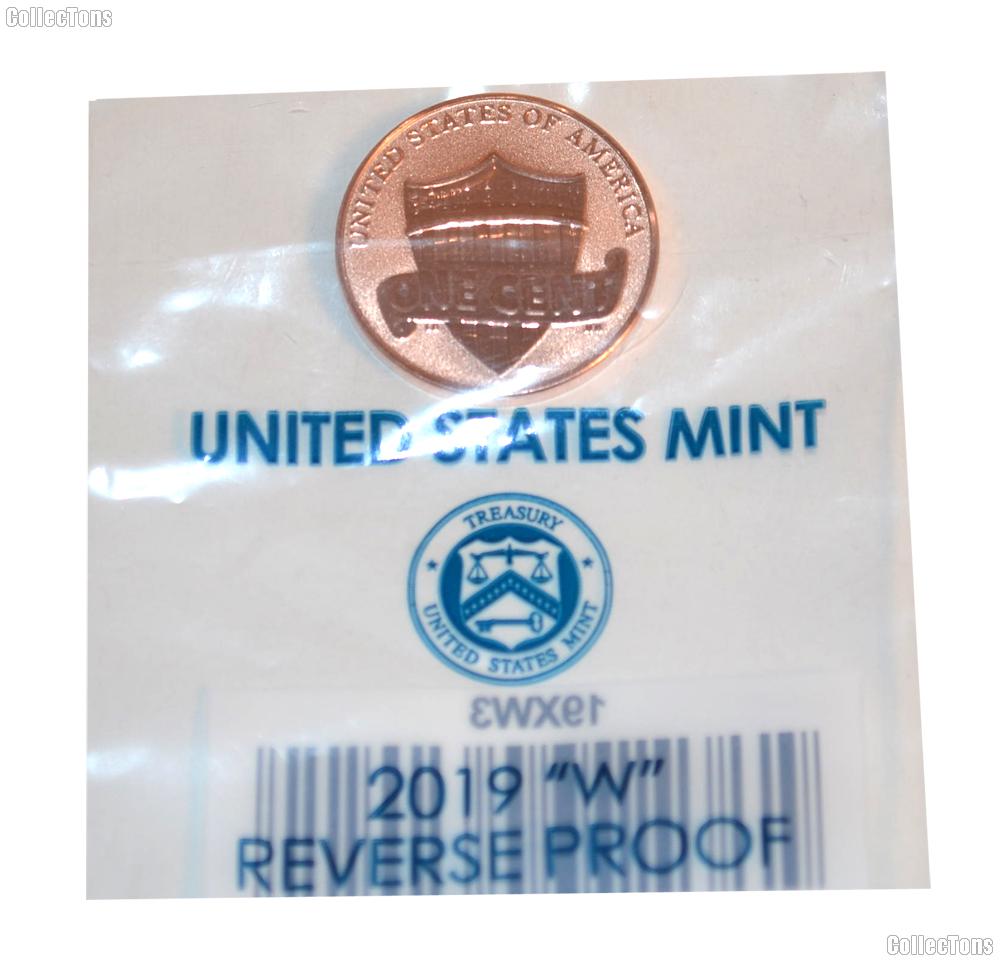 CollecTons
UNITED STATES OF AMERICA
ONE CENT
UNITED STATES MINT
TREASURY
UNITED STATES MINT
19XW3
2019 “W”
REVERSE PROOF
CollecTons